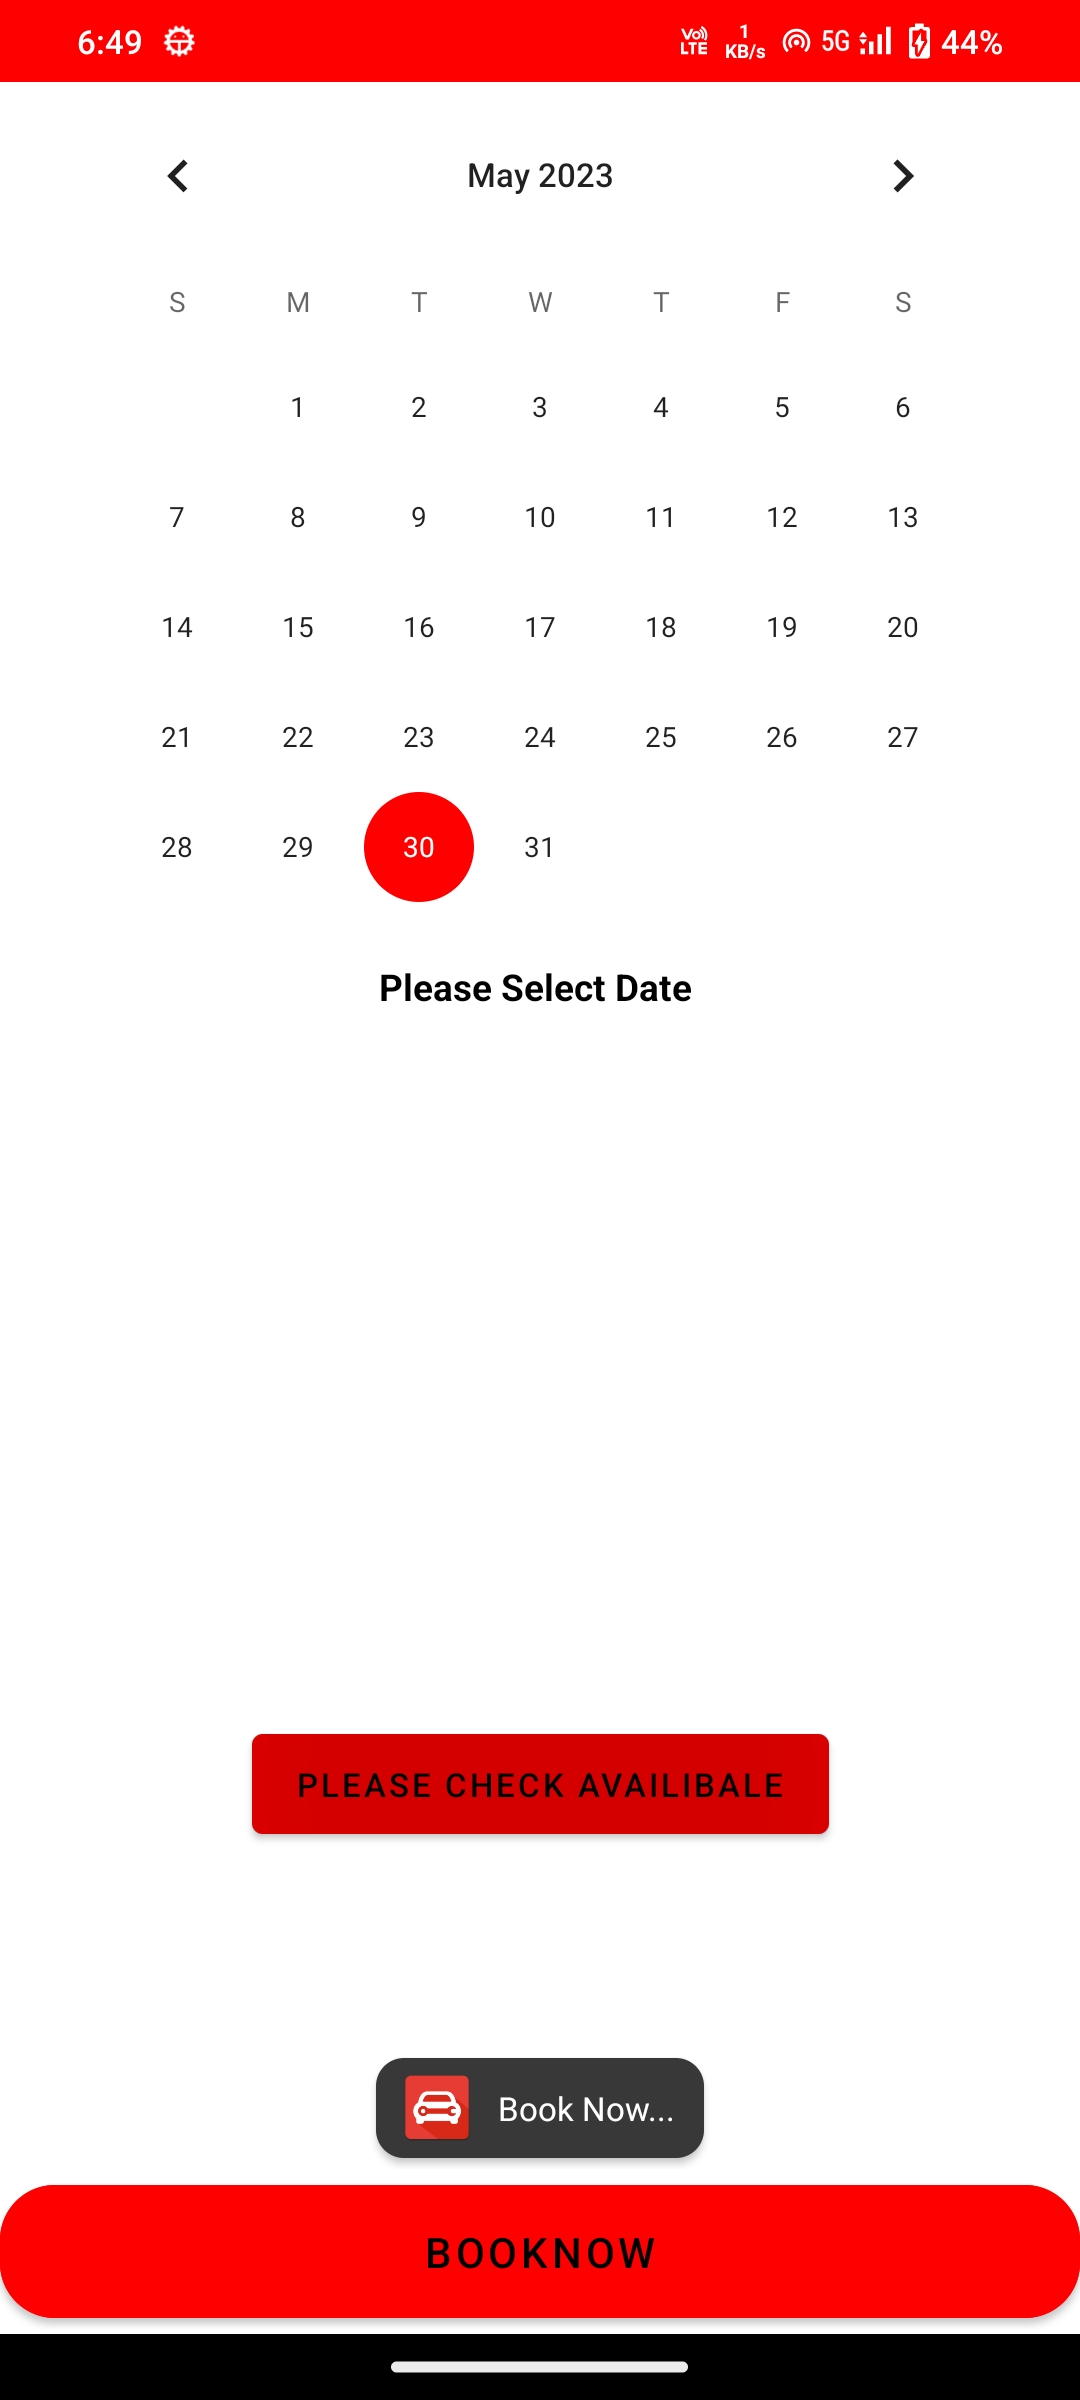 6:49 Vo) LTE 1 KB/s 5G 44%
May 2023
S M T W T F S
1 2 3 4 5 6
7 8 9 10 11 12 13
14 15 16 17 18 19 20
21 22 23 24 25 26 27
28 29 30 31
Please Select Date
PLEASE CHECK AVAILIBALE
Book Now...
BOOKNOW